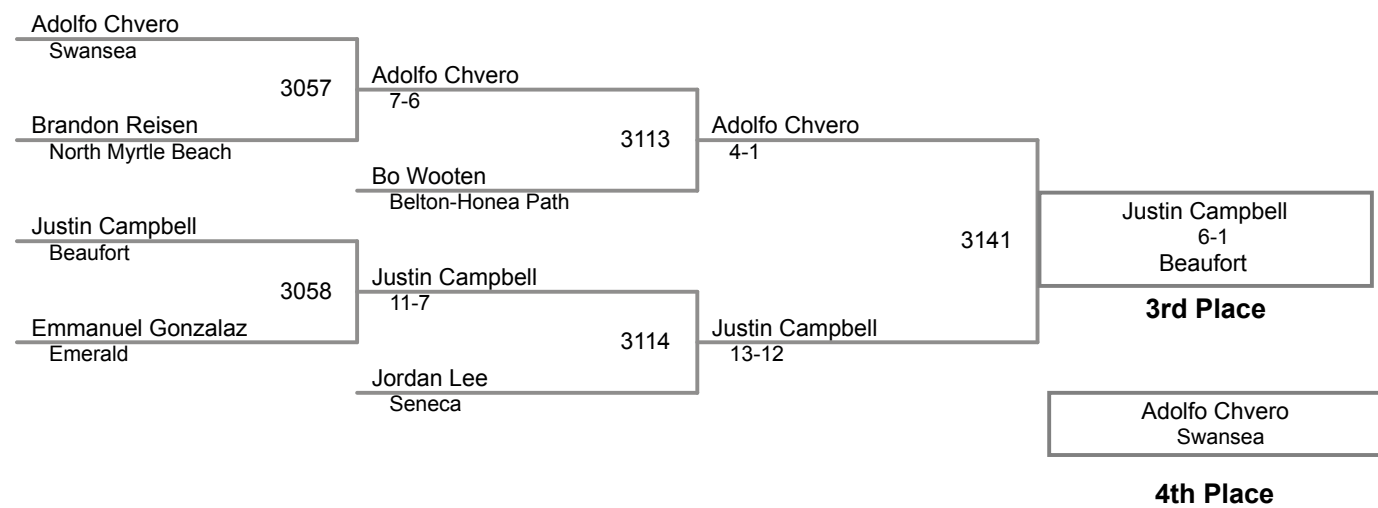 Adolfo Chvero
Swansea
3057
Brandon Reisen
North Myrtle Beach
Justin Campbell
Beaufort
3058
Emmanuel Gonzalaz
Emerald
Adolfo Chvero
7-6
3113
Bo Wooten
Belton-Honea Path
Justin Campbell
11-7
3114
Jordan Lee
Seneca
Adolfo Chvero
4-1
3141
Justin Campbell
13-12
Justin Campbell
6-1
Beaufort
3rd Place
Adolfo Chvero
Swansea
4th Place